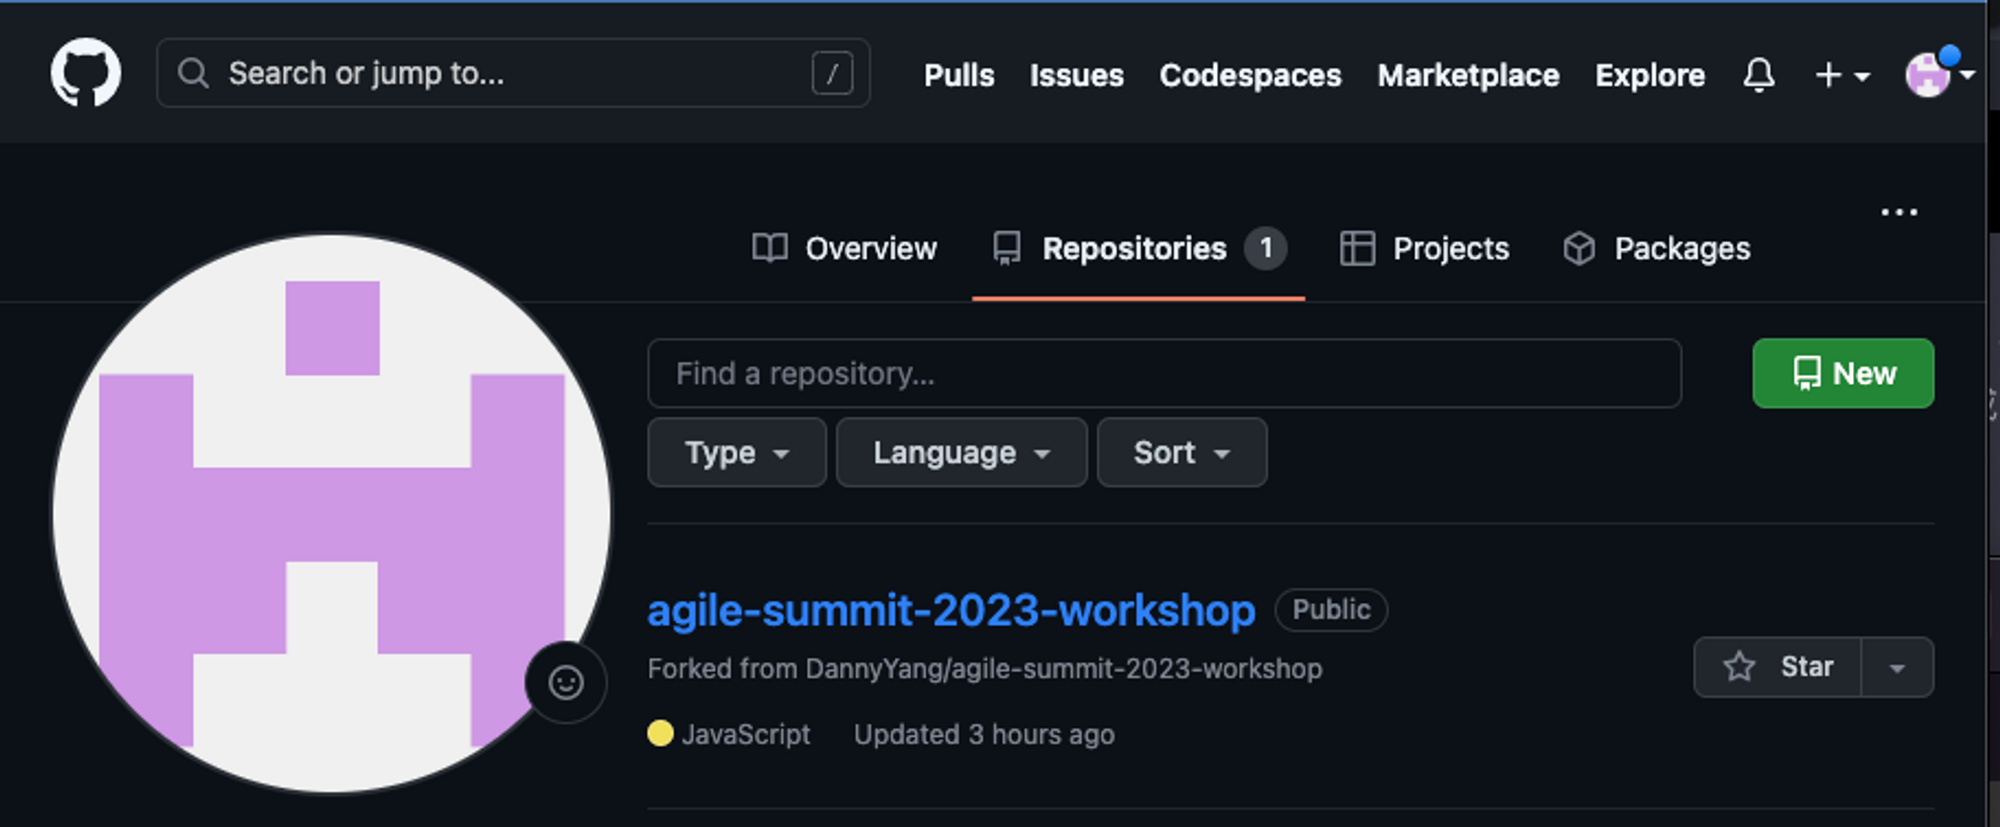 Search or jump to...
/
Pulls
Issues
Codespaces
Marketplace
Explore
Overview
Repositories 1
Projects
Packages
Find a repository...
New
Type
Language
Sort
agile-summit-2023-workshop Public
Forked from DannyYang/agile-summit-2023-workshop
Star
JavaScript Updated 3 hours ago